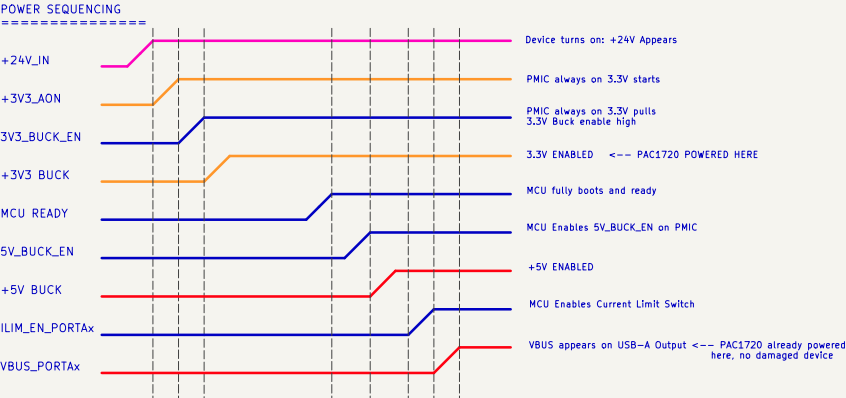 POWER SEQUENCING
================
+24V_IN
Device turns on: +24V Appears
+3V3_AON
PMIC always on 3.3V starts
3V3_BUCK_EN
PMIC always on 3.3V pulls
3.3V Buck enable high
+3V3 BUCK
3.3V ENABLED <-- PAC1720 POWERED HERE
MCU READY
MCU fully boots and ready
5V_BUCK_EN
MCU Enables 5V_BUCK_EN on PMIC
+5V BUCK
+5V ENABLED
ILIM_EN_PORTAx
MCU Enables Current Limit Switch
VBUS_PORTAx
VBUS appears on USB-A Output <-- PAC1720 already powered
here, no damaged device